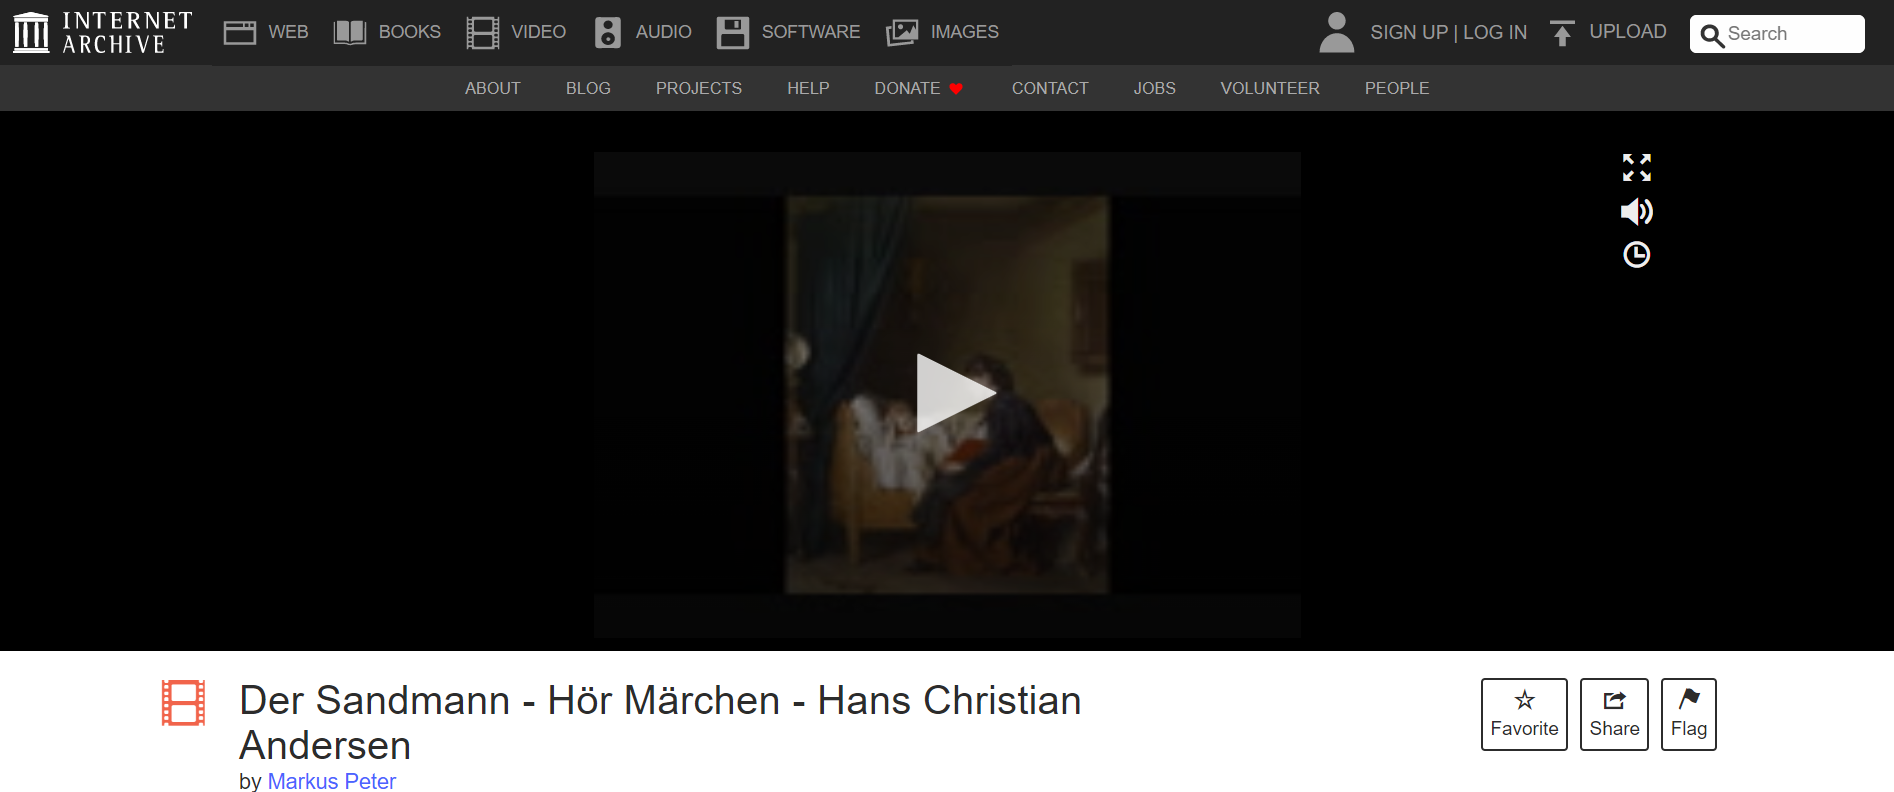 INTERNET
ARCHIVE
WEB
BOOKS
VIDEO
AUDIO
SOFTWARE
IMAGES
SIGN UP | LOG IN
UPLOAD
Search
ABOUT
BLOG
PROJECTS
HELP
DONATE
CONTACT
JOBS
VOLUNTEER
PEOPLE
Der Sandmann - Hör Märchen - Hans Christian
Andersen
by Markus Peter
Favorite
Share
Flag